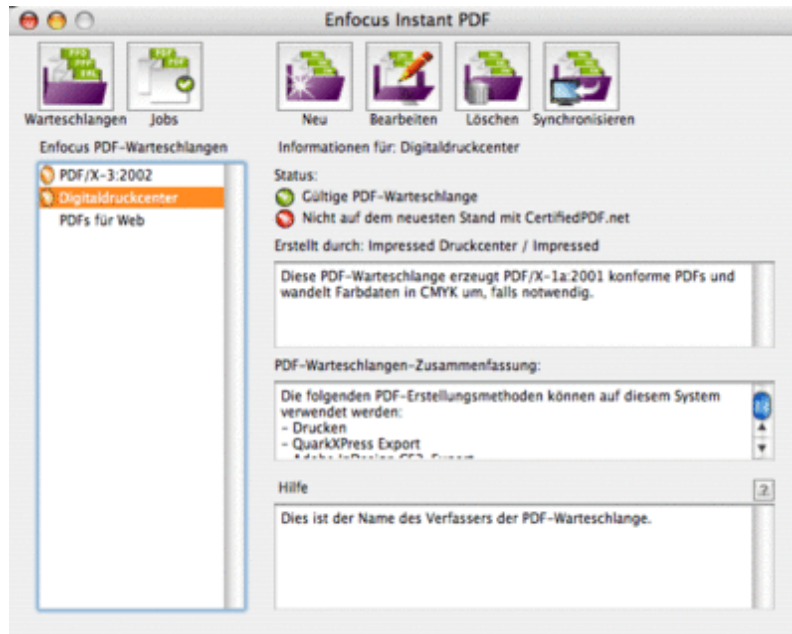 Enfocus Instant PDF
Warteschlangen Jobs Neu Bearbeiten Löschen Synchronisieren
Enfocus PDF-Warteschlangen
PDF/X-3:2002
Digitaldruckcenter
PDFs für Web
Informationen für: Digitaldruckcenter
Status:
Gültige PDF-Warteschlange
Nicht auf dem neuesten Stand mit CertifiedPDF.net
Erstellt durch: Impressed Druckcenter / Impressed
Diese PDF-Warteschlange erzeugt PDF/X-1a:2001 konforme PDFs und
wandelt Farbdaten in CMYK um, falls notwendig.
PDF-Warteschlangen-Zusammenfassung:
Die folgenden PDF-Erstellungsmethoden können auf diesem System
verwendet werden:
- Drucken
- QuarkXPress Export
Hilfe
Dies ist der Name des Verfassers der PDF-Warteschlange.